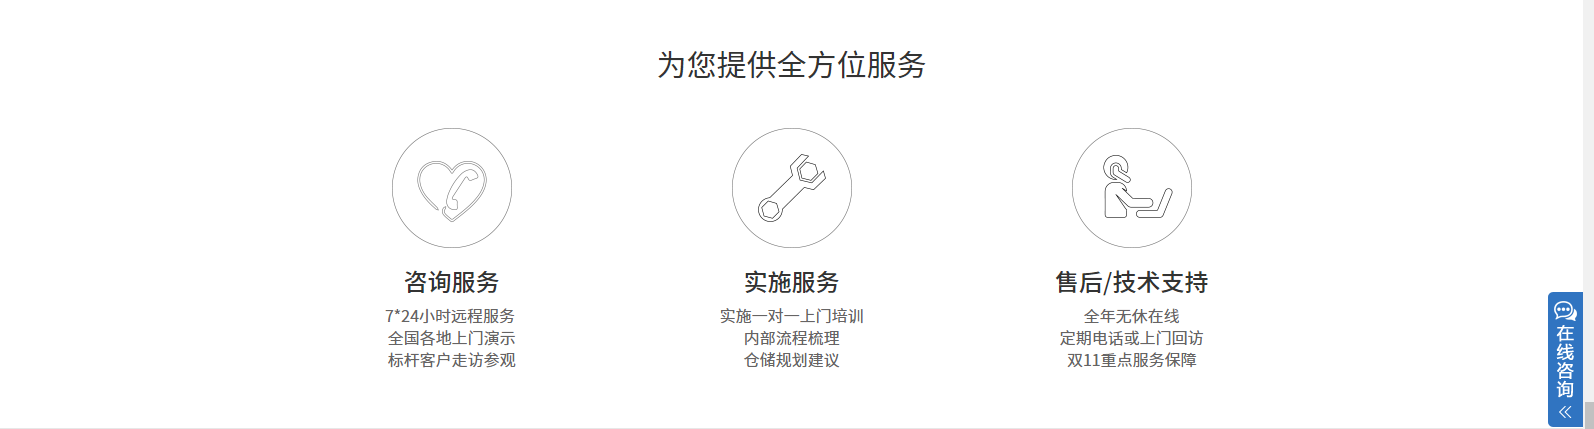 为您提供全方位服务
咨询服务
7*24小时远程服务
全国各地上门演示
标杆客户走访参观
实施服务
实施一对一上门培训
内部流程梳理
仓储规划建议
售后/技术支持
全年无休在线
定期电话或上门回访
双11重点服务保障
在线咨询